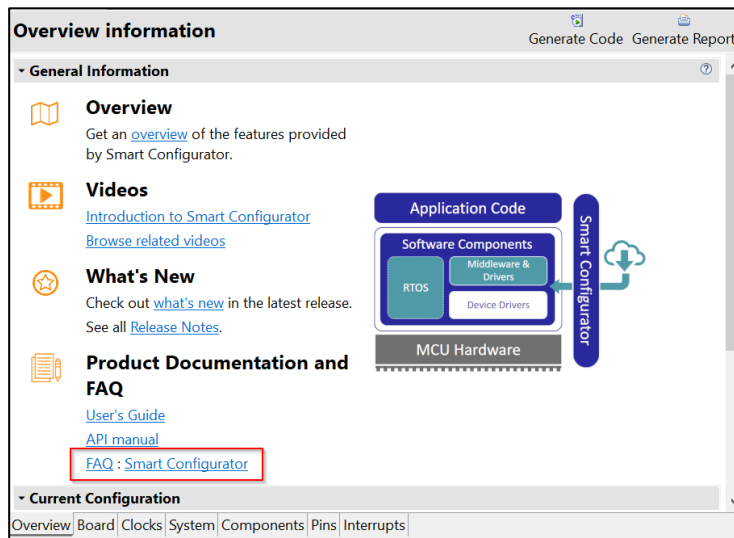 Overview information
Generate Code Generate Report
General Information
Overview
Get an overview of the features provided
by Smart Configurator.
Videos
Introduction to Smart Configurator
Browse related videos
What's New
Check out what's new in the latest release.
See all Release Notes.
Product Documentation and
FAQ
User's Guide
API manual
FAQ : Smart Configurator
Application Code
Software Components
RTOS
Middleware &
Drivers
Device Drivers
MCU Hardware
Smart Configurator
Current Configuration
Overview Board Clocks System Components Pins Interrupts